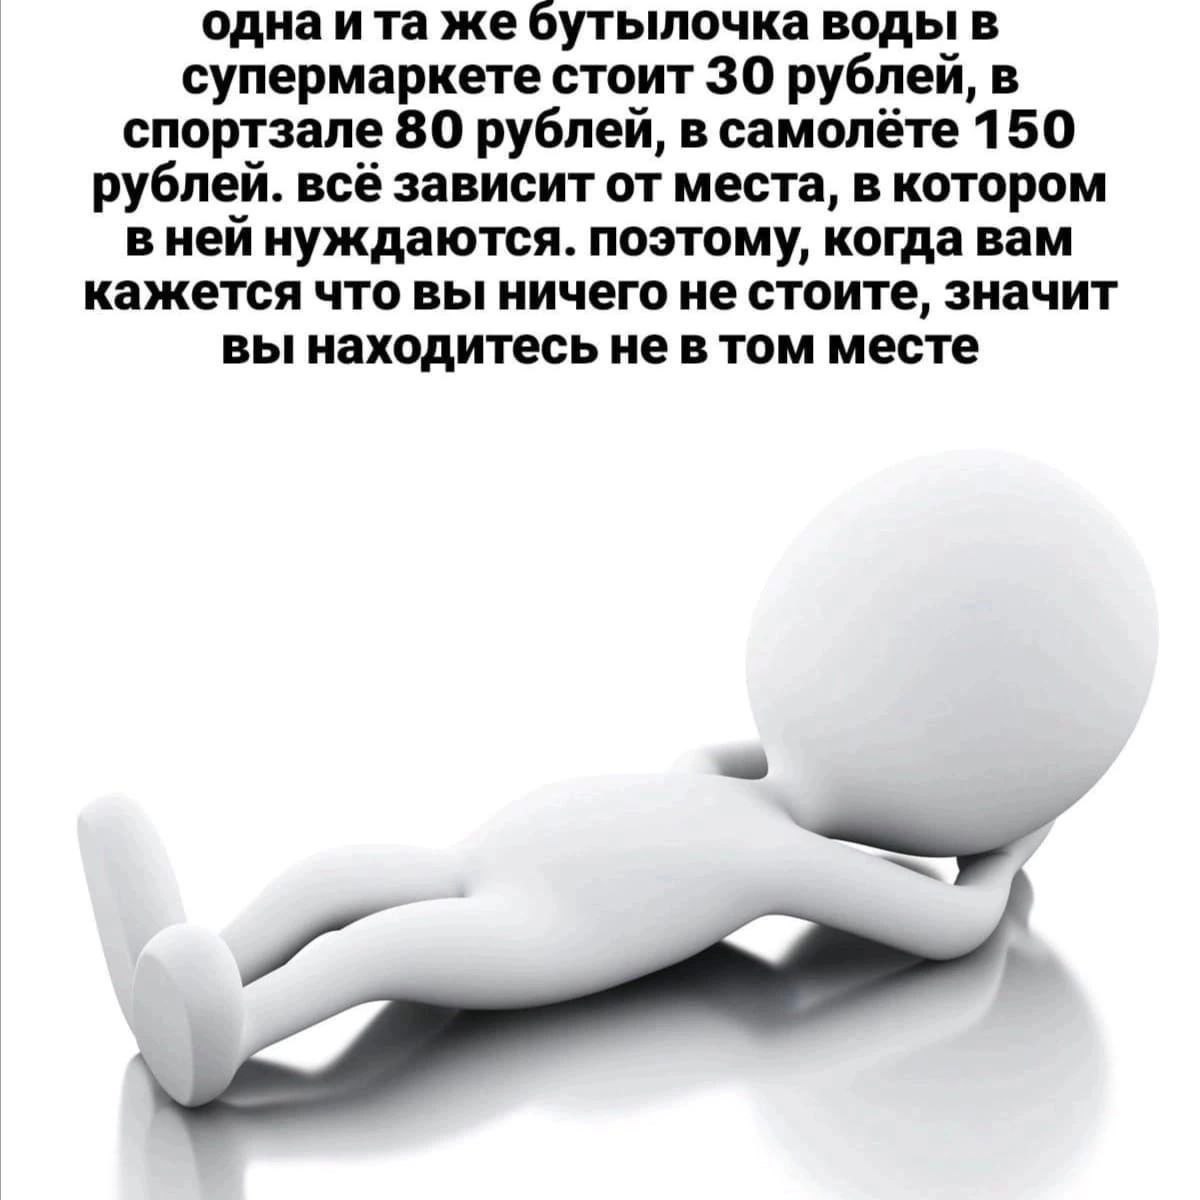 одна и та же бутылочка воды в
супермаркете стоит 30 рублей, в
спортзале 80 рублей, в самолёте 150
рублей. всё зависит от места, в котором
в ней нуждаются. поэтому, когда вам
кажется что вы ничего не стоите, значит
вы находитесь не в том месте